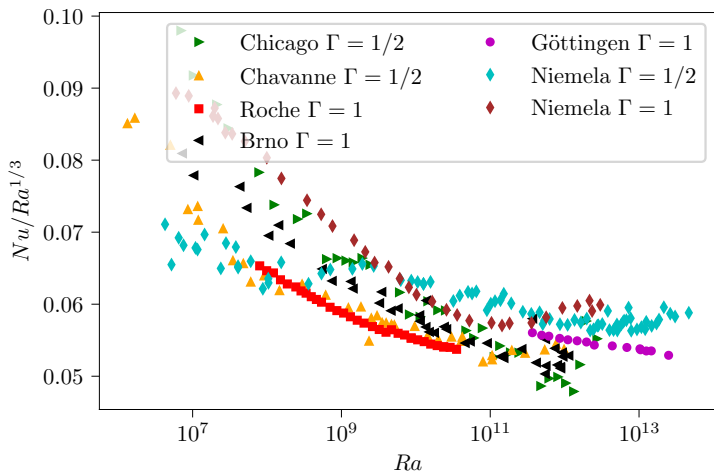 0.10
0.09
0.08
0.07
0.06
0.05
Nu/Ra^{1/3}
Chicago Γ = 1/2
Chavanne Γ = 1/2
Roche Γ = 1
Brno Γ = 1
Göttingen Γ = 1
Niemela Γ = 1/2
Niemela Γ = 1
10^7
10^9
10^{11}
10^{13}
Ra